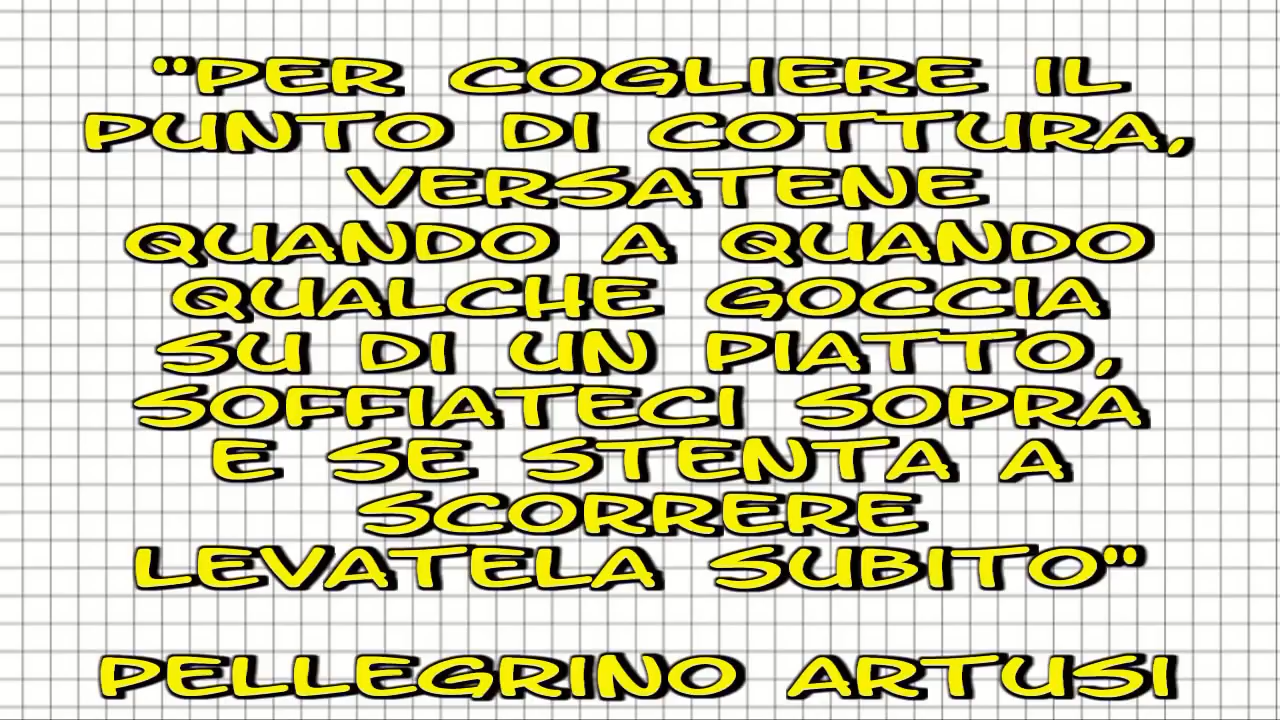 "PER COGLIERE IL
PUNTO DI COTTURA,
VERSATENE
QUANDO A QUANDO
QUALCHE GOCCIA
SU DI UN PIATTO,
SOFFIATECI SOPRA
E SE STENTA A
SCORRERE
LEVATELA SUBITO"
PELLEGRINO ARTUSI